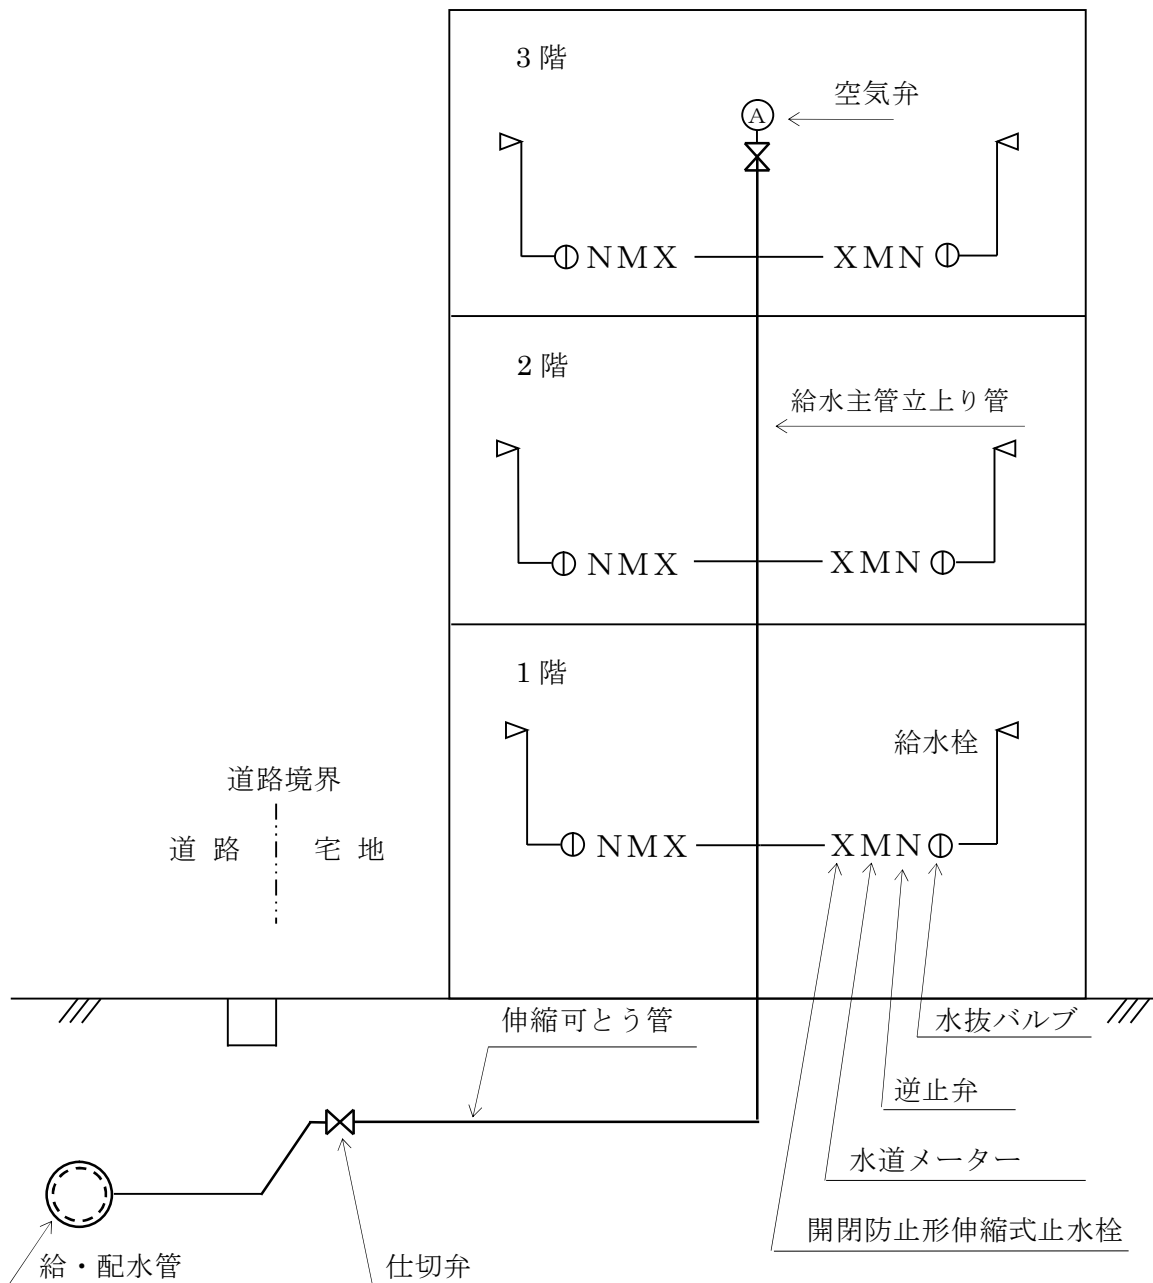 3 階
空気弁
A
NMX
XMN
2 階
給水主管立上り管
NMX
XMN
1 階
給水栓
道路境界
道 路
宅 地
NMX
XMN
伸縮可とう管
水抜バルブ
逆止弁
水道メーター
開閉防止形伸縮式止水栓
給・配水管
仕切弁